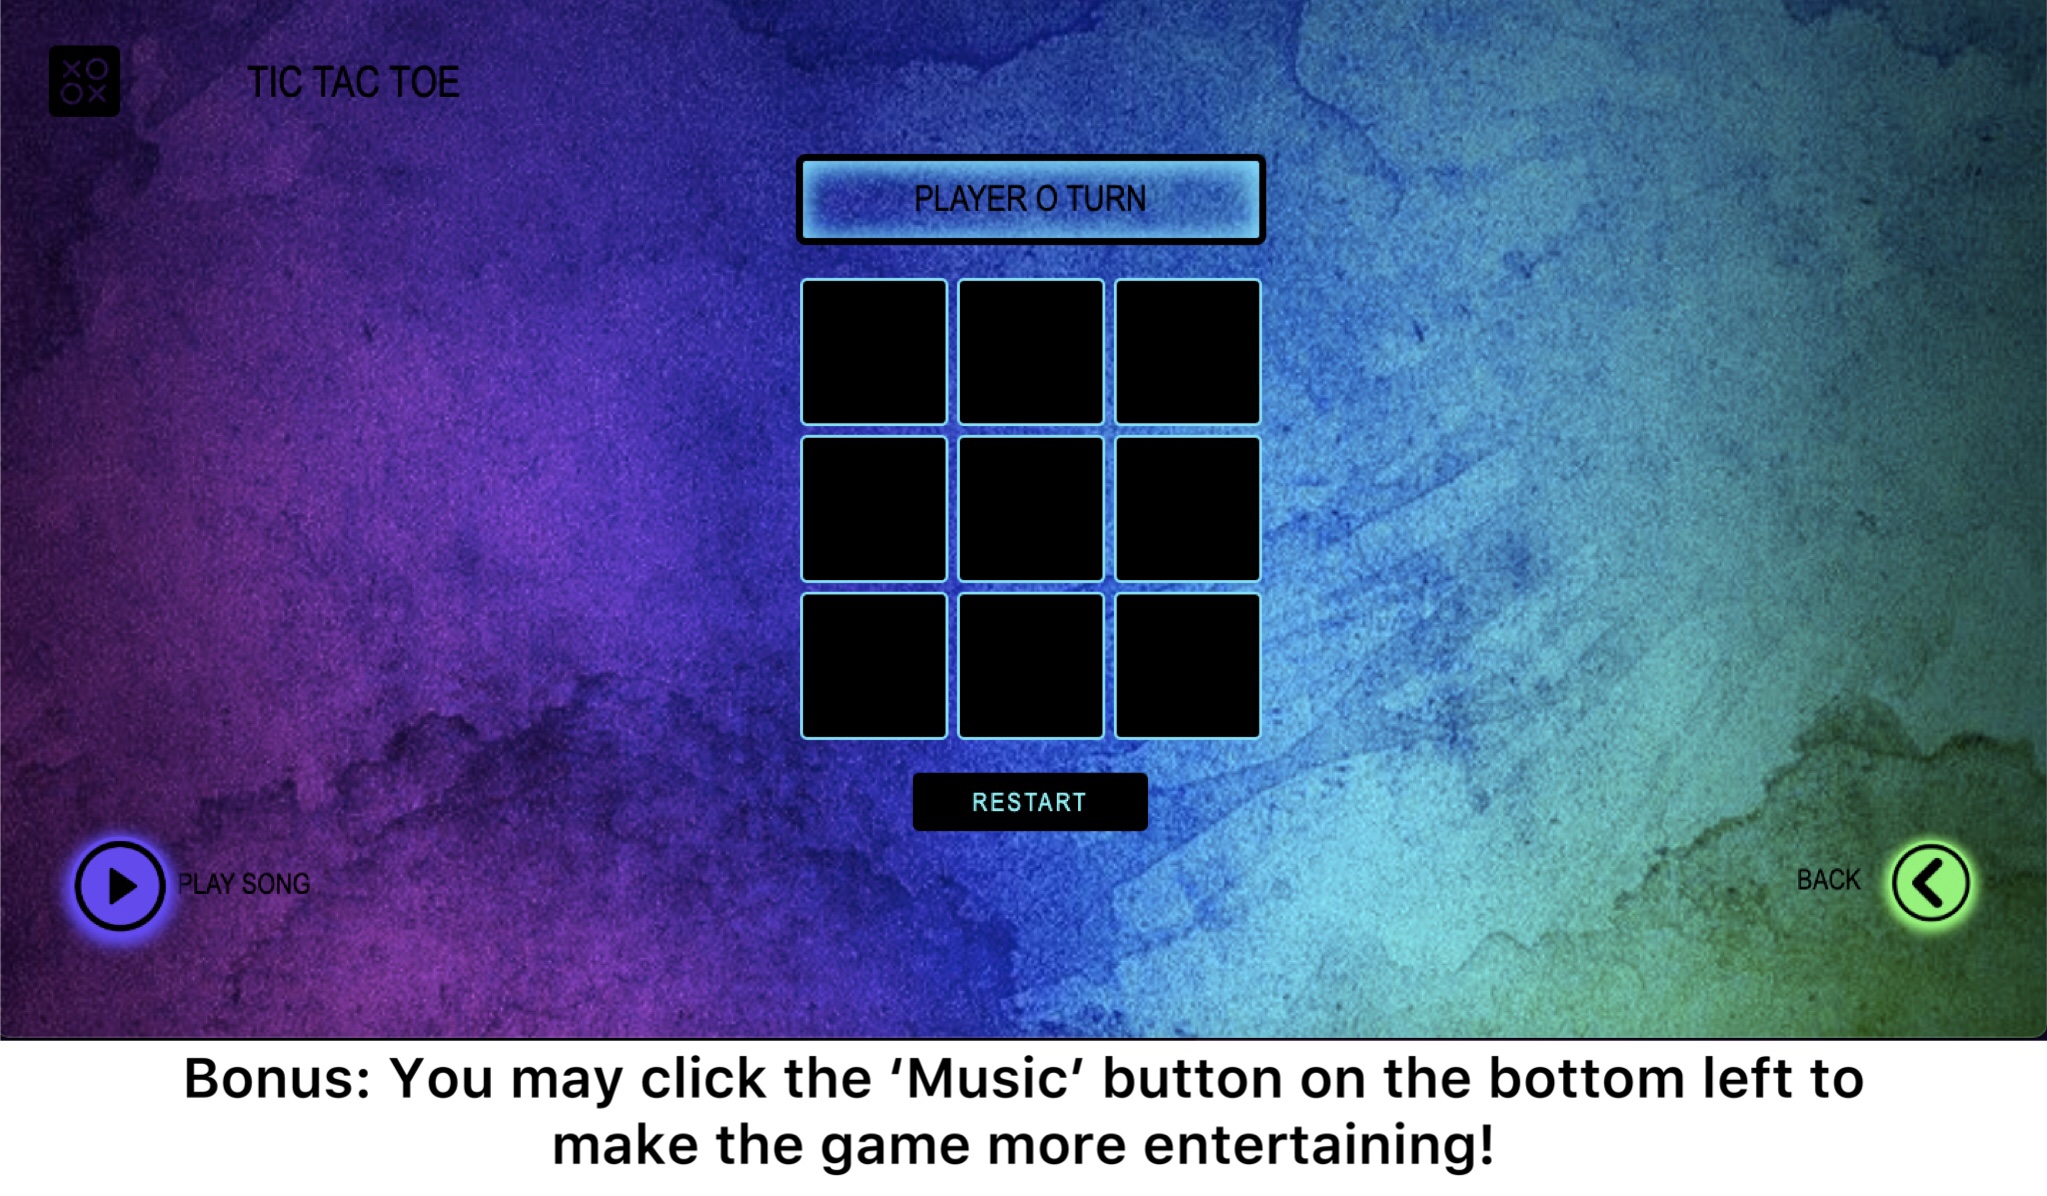 XO
OX
TIC TAC TOE
PLAYER O TURN
RESTART
PLAY SONG
BACK
Bonus: You may click the ‘Music’ button on the bottom left to
make the game more entertaining!